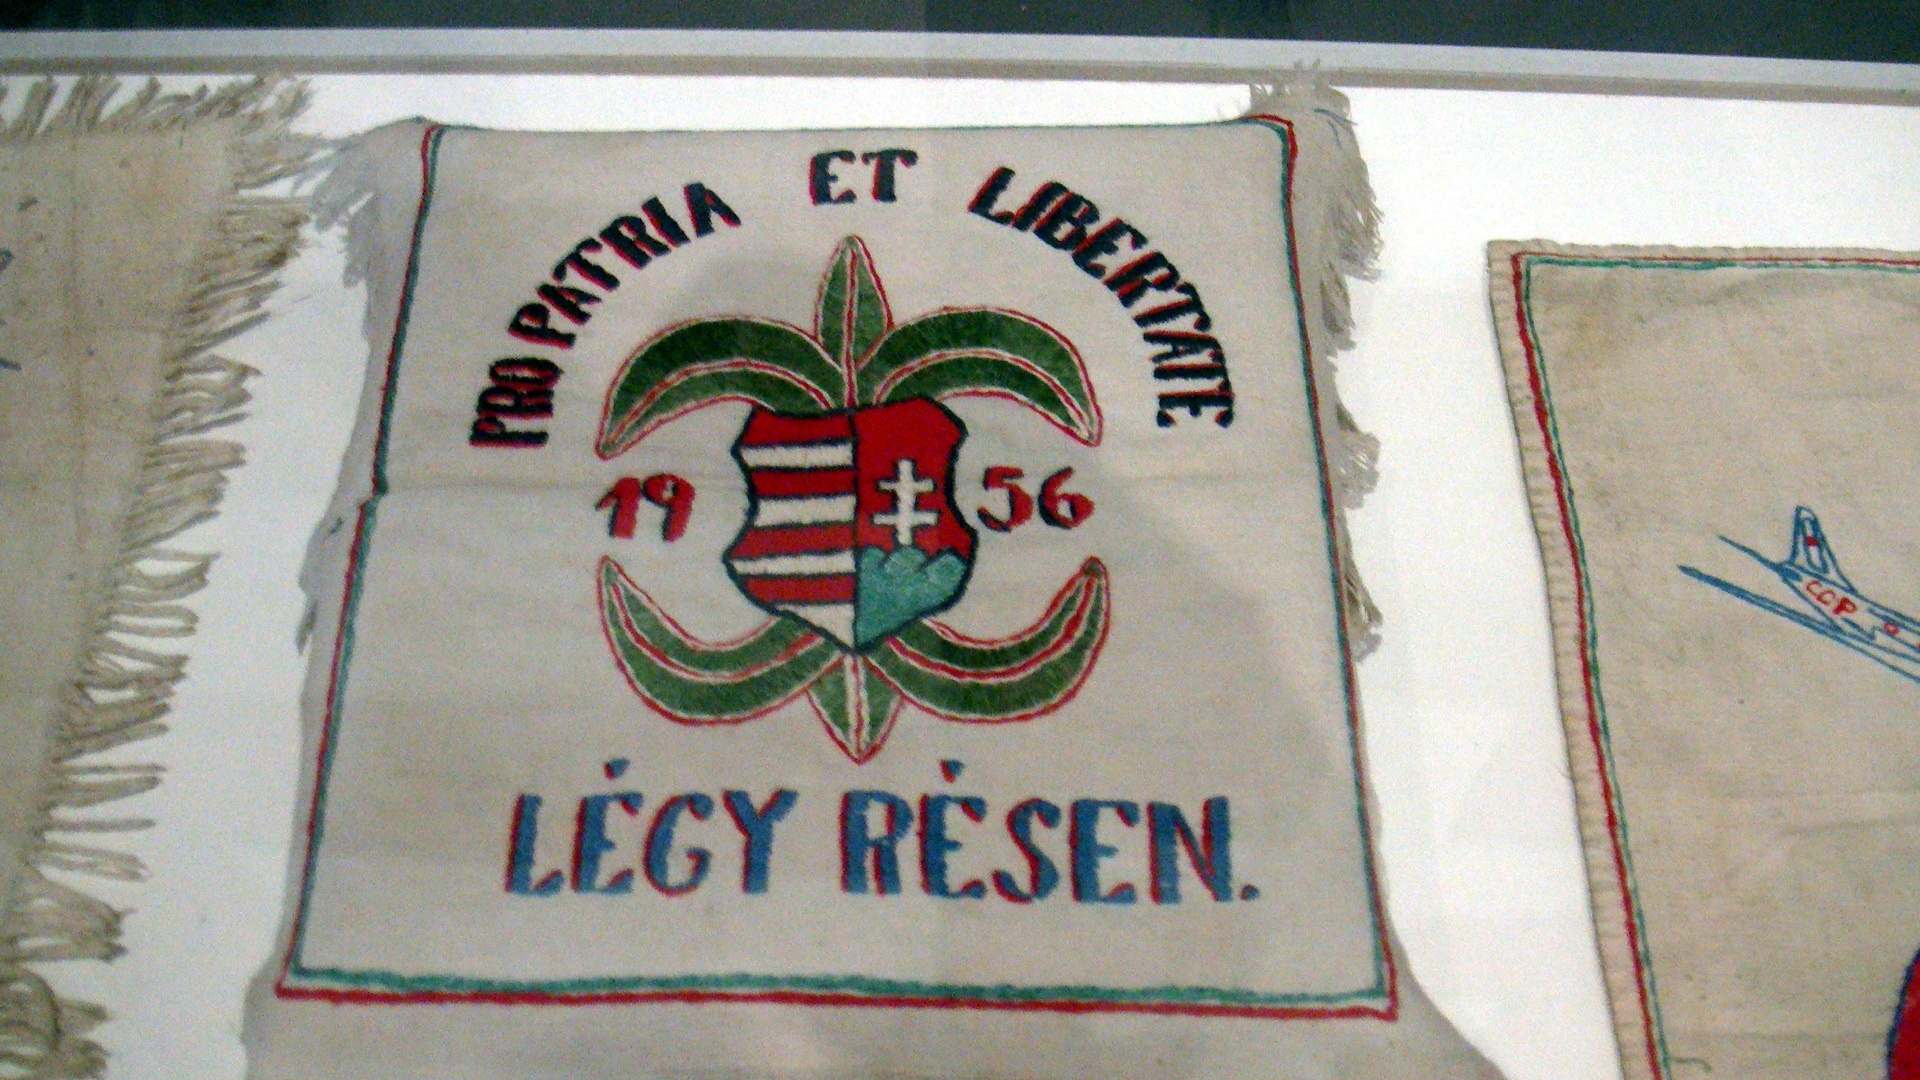 PRO PATRIA ET LIBERTATE
19 56
LÉGY RÉSEN.